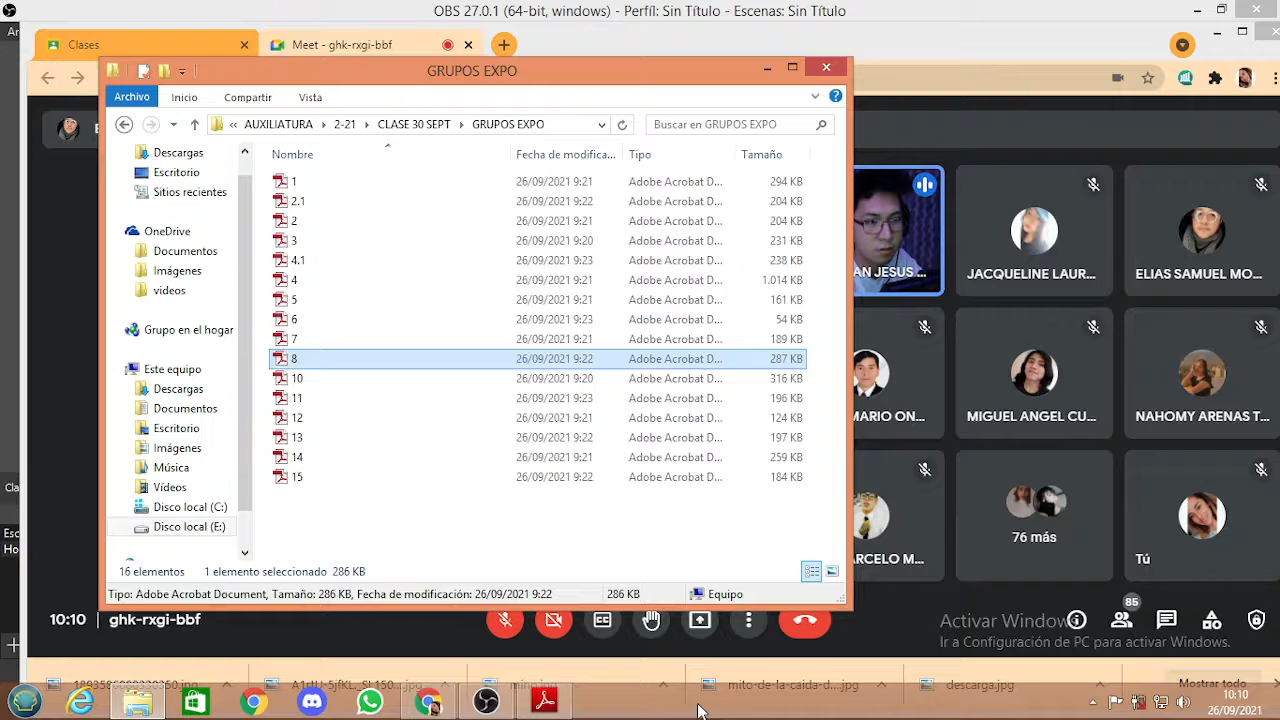 OBS 27.0.1 (64-bit, windows) - Perfil: Sin Título - Escenas: Sin Título
Clases
Meet - ghk-rxgi-bbf
GRUPOS EXPO
Archivo Inicio Compartir Vista
« AUXILIATURA 2-21 CLASE 30 SEPT GRUPOS EXPO
Buscar en GRUPOS EXPO
Nombre Fecha de modifica... Tipo Tamaño
1 26/09/2021 9:21 Adobe Acrobat D... 294 KB
2.1 26/09/2021 9:22 Adobe Acrobat D... 204 KB
2 26/09/2021 9:21 Adobe Acrobat D... 204 KB
3 26/09/2021 9:20 Adobe Acrobat D... 231 KB
4.1 26/09/2021 9:23 Adobe Acrobat D... 238 KB
4 26/09/2021 9:21 Adobe Acrobat D... 1.014 KB
5 26/09/2021 9:21 Adobe Acrobat D... 161 KB
6 26/09/2021 9:23 Adobe Acrobat D... 54 KB
7 26/09/2021 9:21 Adobe Acrobat D... 189 KB
8 26/09/2021 9:22 Adobe Acrobat D... 287 KB
10 26/09/2021 9:20 Adobe Acrobat D... 316 KB
11 26/09/2021 9:23 Adobe Acrobat D... 196 KB
12 26/09/2021 9:21 Adobe Acrobat D... 124 KB
13 26/09/2021 9:22 Adobe Acrobat D... 197 KB
14 26/09/2021 9:21 Adobe Acrobat D... 259 KB
15 26/09/2021 9:22 Adobe Acrobat D... 184 KB
Descargas
Escritorio
Sitios recientes
OneDrive
Documentos
Imágenes
videos
Grupo en el hogar
Este equipo
Descargas
Documentos
Escritorio
Imágenes
Música
Vídeos
Disco local (C:)
Disco local (E:)
16 elementos 1 elemento seleccionado 286 KB
Tipo: Adobe Acrobat Document, Tamaño: 286 KB, Fecha de modificación: 26/09/2021 9:22 286 KB Equipo
AN JESUS...
JACQUELINE LAUR...
ELIAS SAMUEL MO...
MARIO ON...
MIGUEL ANGEL CU...
NAHOMY ARENAS T...
RCELO M...
76 más
Tú
10:10 ghk-rxgi-bbf
CC
85
Activar Windows
Ir a Configuración de PC para activar Windows.
mito-de-la-caida-d....jpg
descarga.jpg
Mostrar todo
10:10
26/09/2021